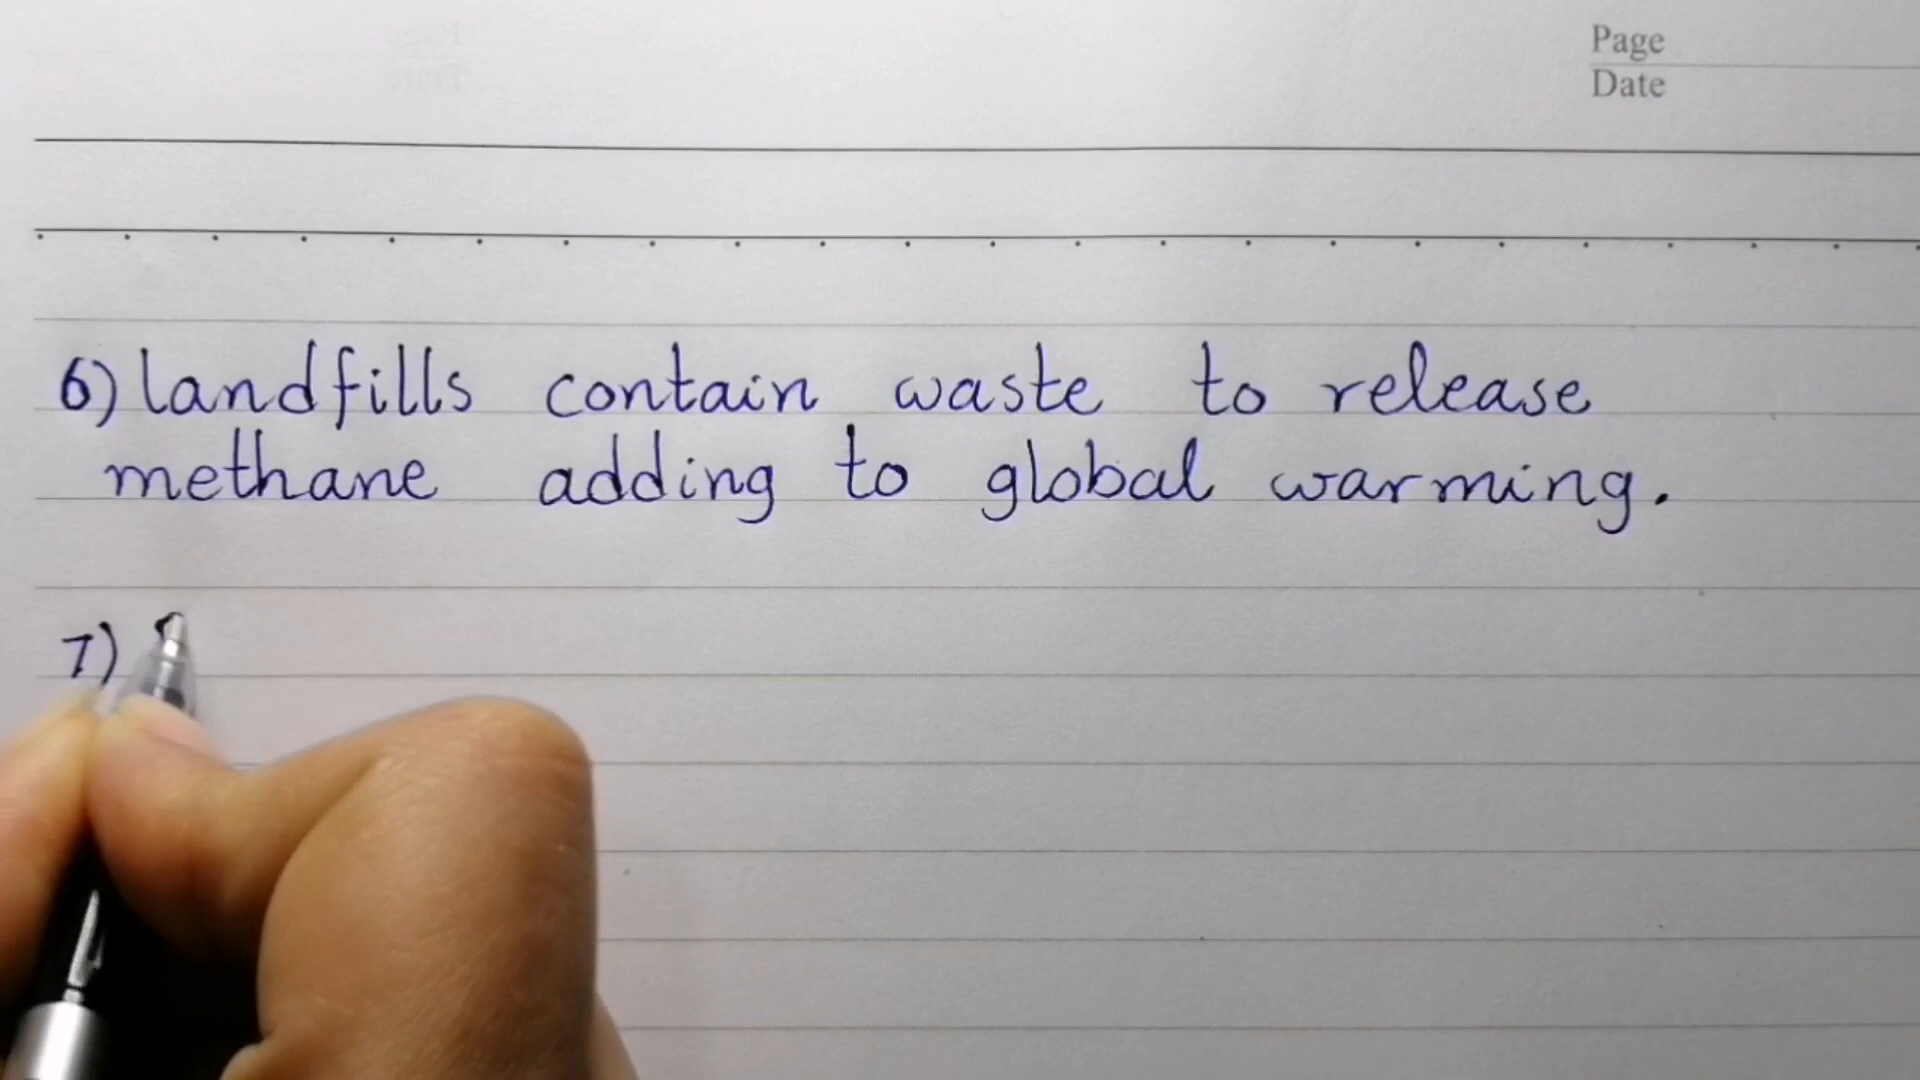 Page
Date
6) landfills contain waste to release
methane adding to global warming.
7)